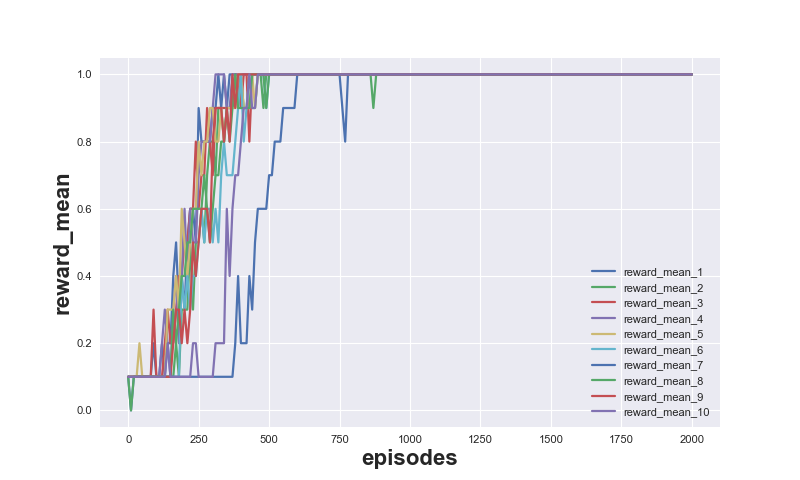 1.0
0.8
0.6
0.4
0.2
0.0
reward_mean
reward_mean_1
reward_mean_2
reward_mean_3
reward_mean_4
reward_mean_5
reward_mean_6
reward_mean_7
reward_mean_8
reward_mean_9
reward_mean_10
0 250 500 750 1000 1250 1500 1750 2000
episodes